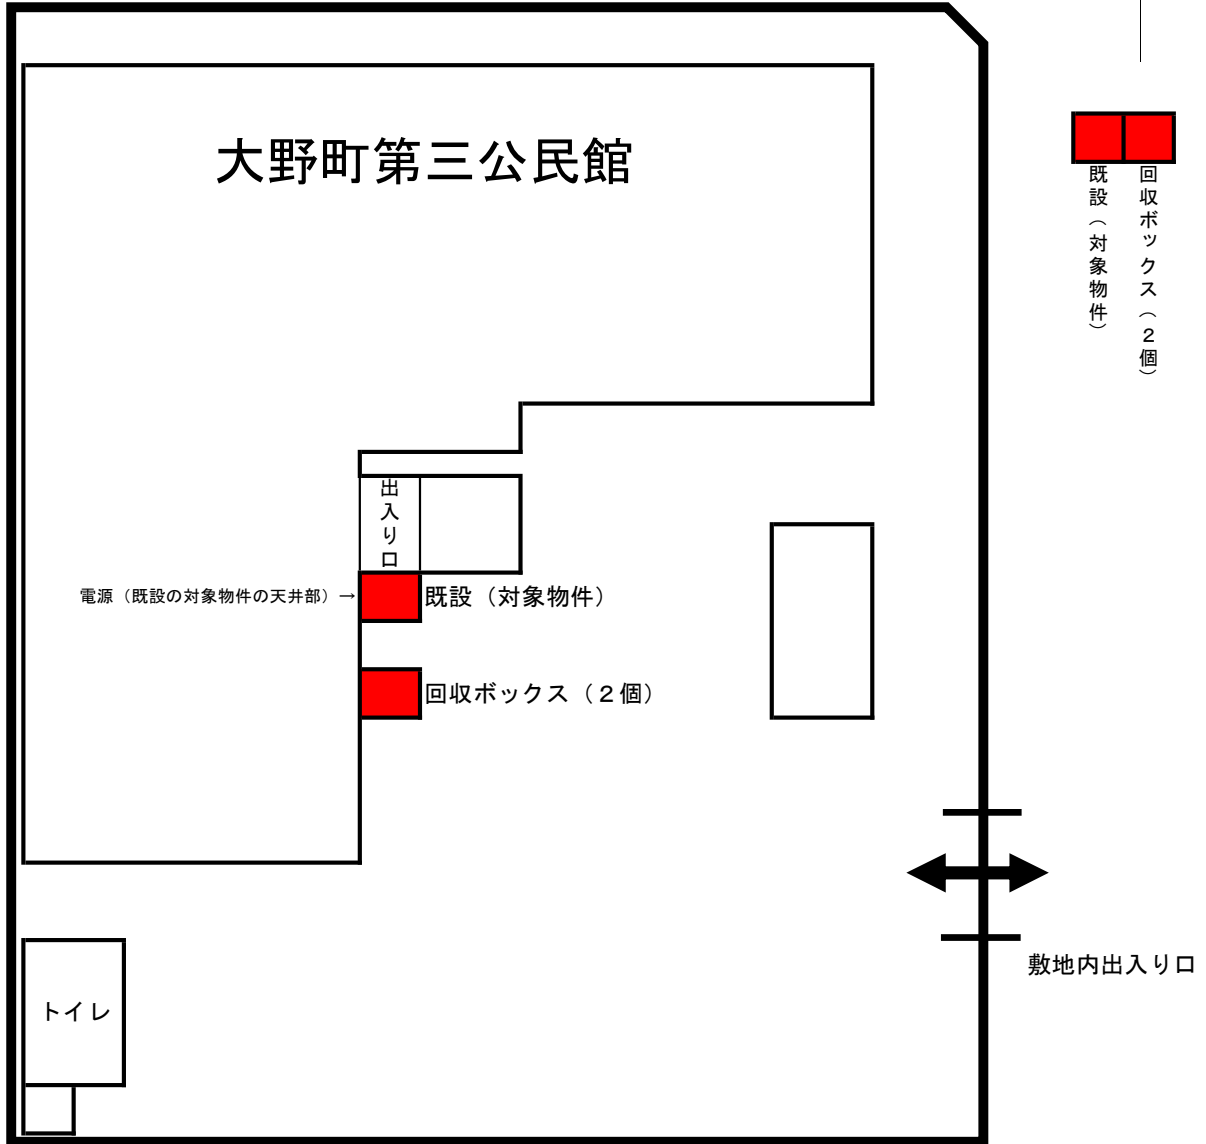 大野町第三公民館
既設（対象物件）
回収ボックス（２個）
出入り口
電源（既設の対象物件の天井部）→
既設（対象物件）
回収ボックス（２個）
敷地内出入り口
トイレ